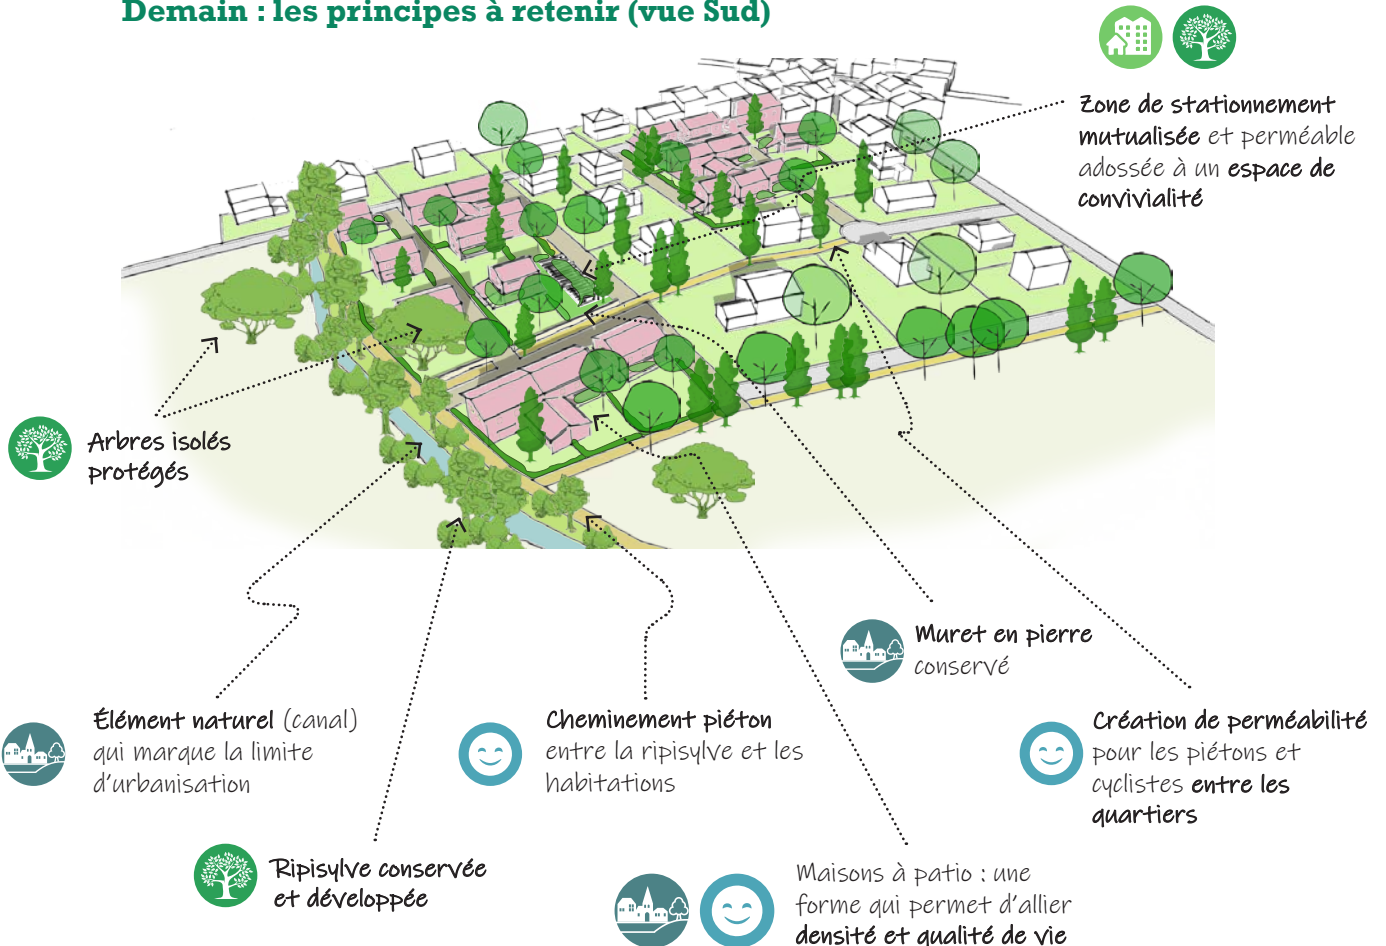 Demain : les principes à retenir (vue Sud)
Zone de stationnement
mutualisée et perméable
adossée à un espace de
convivialité
Arbres isolés
protégés
Muret en pierre
conservé
Élément naturel (canal)
qui marque la limite
d'urbanisation
Cheminement piéton
entre la ripisylve et les
habitations
Création de perméabilité
pour les piétons et
cyclistes entre les
quartiers
Ripisylve conservée
et développée
Maisons à patio : une
forme qui permet d'allier
densité et qualité de vie